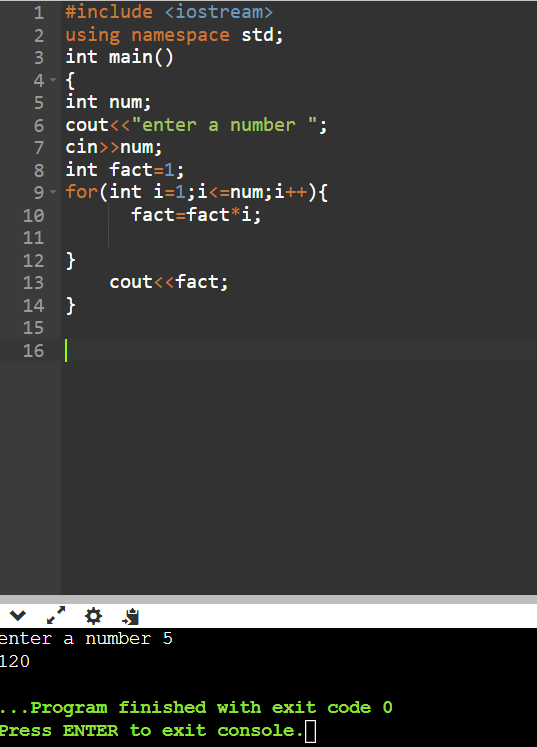 1 #include <iostream>
2 using namespace std;
3 int main()
4 {
5 int num;
6 cout<<"enter a number ";
7 cin>>num;
8 int fact=1;
9 for(int i=1;i<=num;i++){
10 fact=fact*i;
11
12 }
13 cout<<fact;
14 }
15
16
enter a number 5
120
...Program finished with exit code 0
Press ENTER to exit console.